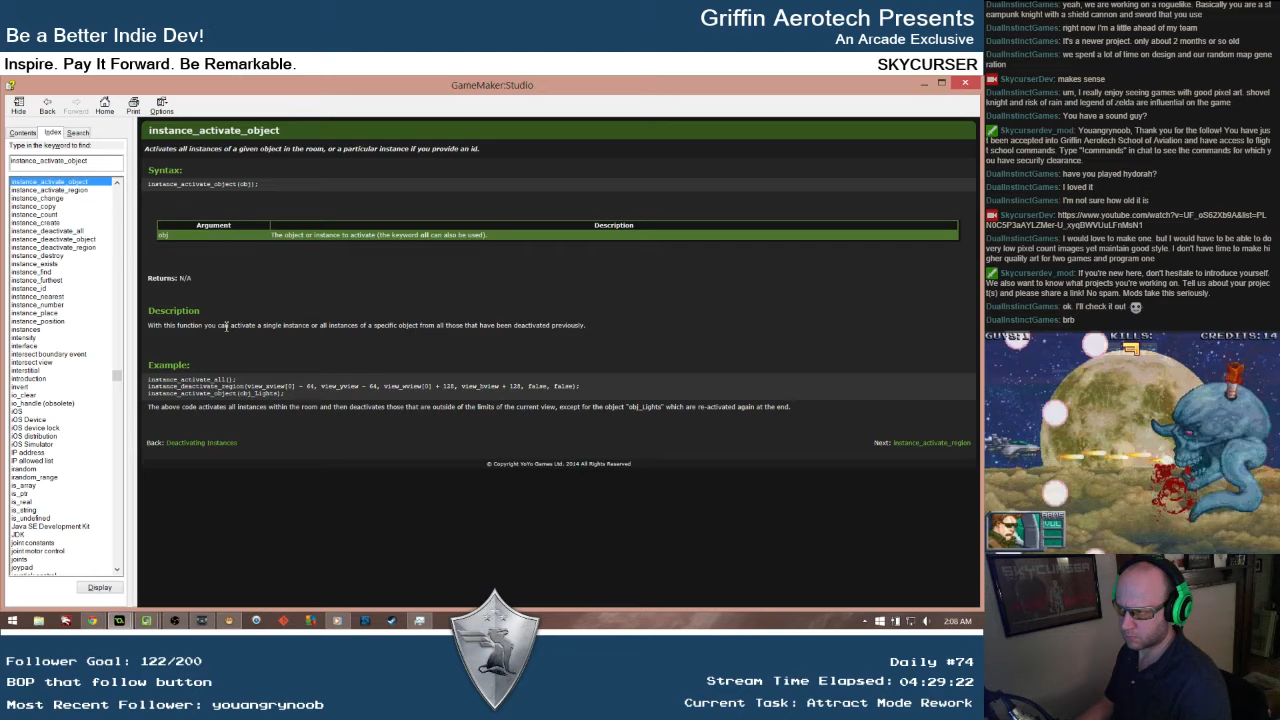 Be a Better Indie Dev!
Griffin Aerotech Presents
An Arcade Exclusive
Inspire. Pay It Forward. Be Remarkable.
SKYCURSER
GameMaker:Studio
Hide
Back
Forward
Home
Print
Options
Contents
Index
Search
Type in the keyword to find:
instance_activate_object
instance_activate_object
instance_activate_region
instance_change
instance_copy
instance_count
instance_create
instance_deactivate_all
instance_deactivate_object
instance_deactivate_region
instance_destroy
instance_exists
instance_find
instance_furthest
instance_id
instance_nearest
instance_number
instance_place
instance_position
instances
intensity
interface
intersect boundary event
intersect view
interstitial
introduction
invert
io_clear
io_handle (obsolete)
iOS
iOS Device
iOS device lock
iOS distribution
iOS Simulator
IP address
IP allowed list
irandom
irandom_range
is_array
is_ptr
is_real
is_string
is_undefined
Java SE Development Kit
JDK
joint constants
joint motor control
joints
joypad
Display
instance_activate_object
Activates all instances of a given object in the room, or a particular instance if you provide an id.
Syntax:
instance_activate_object(obj);
Argument
Description
obj
The object or instance to activate (the keyword all can also be used).
Returns: N/A
Description
With this function you can activate a single instance or all instances of a specific object from all those that have been deactivated previously.
Example:
instance_activate_all();
instance_deactivate_region(view_xview[0] - 64, view_yview - 64, view_wview[0] + 128, view_hview + 128, false, false);
instance_activate_object(obj_Lights);
The above code activates all instances within the room and then deactivates those that are outside of the limits of the current view, except for the object "obj_Lights" which are re-activated again at the end.
Back: Deactivating Instances
Next: instance_activate_region
© Copyright YoYo Games Ltd. 2014 All Rights Reserved
2:08 AM
DualInstinctGames: yeah, we are working on a roguelike. Basically you are a st
eampunk knight with a shield cannon and sword that you use
DualInstinctGames: right now I'm a little ahead of my team
DualInstinctGames: It's a newer project. only about 2 months or so old
DualInstinctGames: we spent a lot of time on design and our random map gene
ration
SkycurserDev: makes sense
DualInstinctGames: um, I really enjoy seeing games with good pixel art. shovel
knight and risk of rain and legend of zelda are influential on the game
DualInstinctGames: You have a sound guy?
Skycurserdev_mod: Youangrynoob, Thank you for the follow! You have jus
t been accepted into Griffin Aerotech School of Aviation and have access to fligh
t school commands. Type "!commands" in chat to see the commands for which y
ou have security clearance.
DualInstinctGames: have you played hydorah?
DualInstinctGames: I loved it
DualInstinctGames: I'm not sure how old it is
SkycurserDev: https://www.youtube.com/watch?v=UF_oS62Xb9A&list=PL
N0C5P3aAYLZMer-U_xyqBWVUuLFnMsN1
DualInstinctGames: I would love to make one, but I would have to be able to do
very low pixel count images yet maintain good style. I don't have time to make hi
gher quality art for two games and program one
Skycurserdev_mod: If you're new here, don't hesitate to introduce yourself.
We also want to know what projects you're working on. Tell us about your projec
t(s) and please share a link! No spam. Mods take this seriously.
DualInstinctGames: ok. I'll check it out
DualInstinctGames: brb
GUYS:1
KILLS:
CREDITS:14
SKYCURSER
Follower Goal: 122/200
BOP that follow button
Most Recent Follower: youangrynoob
Daily #74
Stream Time Elapsed: 04:29:22
Current Task: Attract Mode Rework